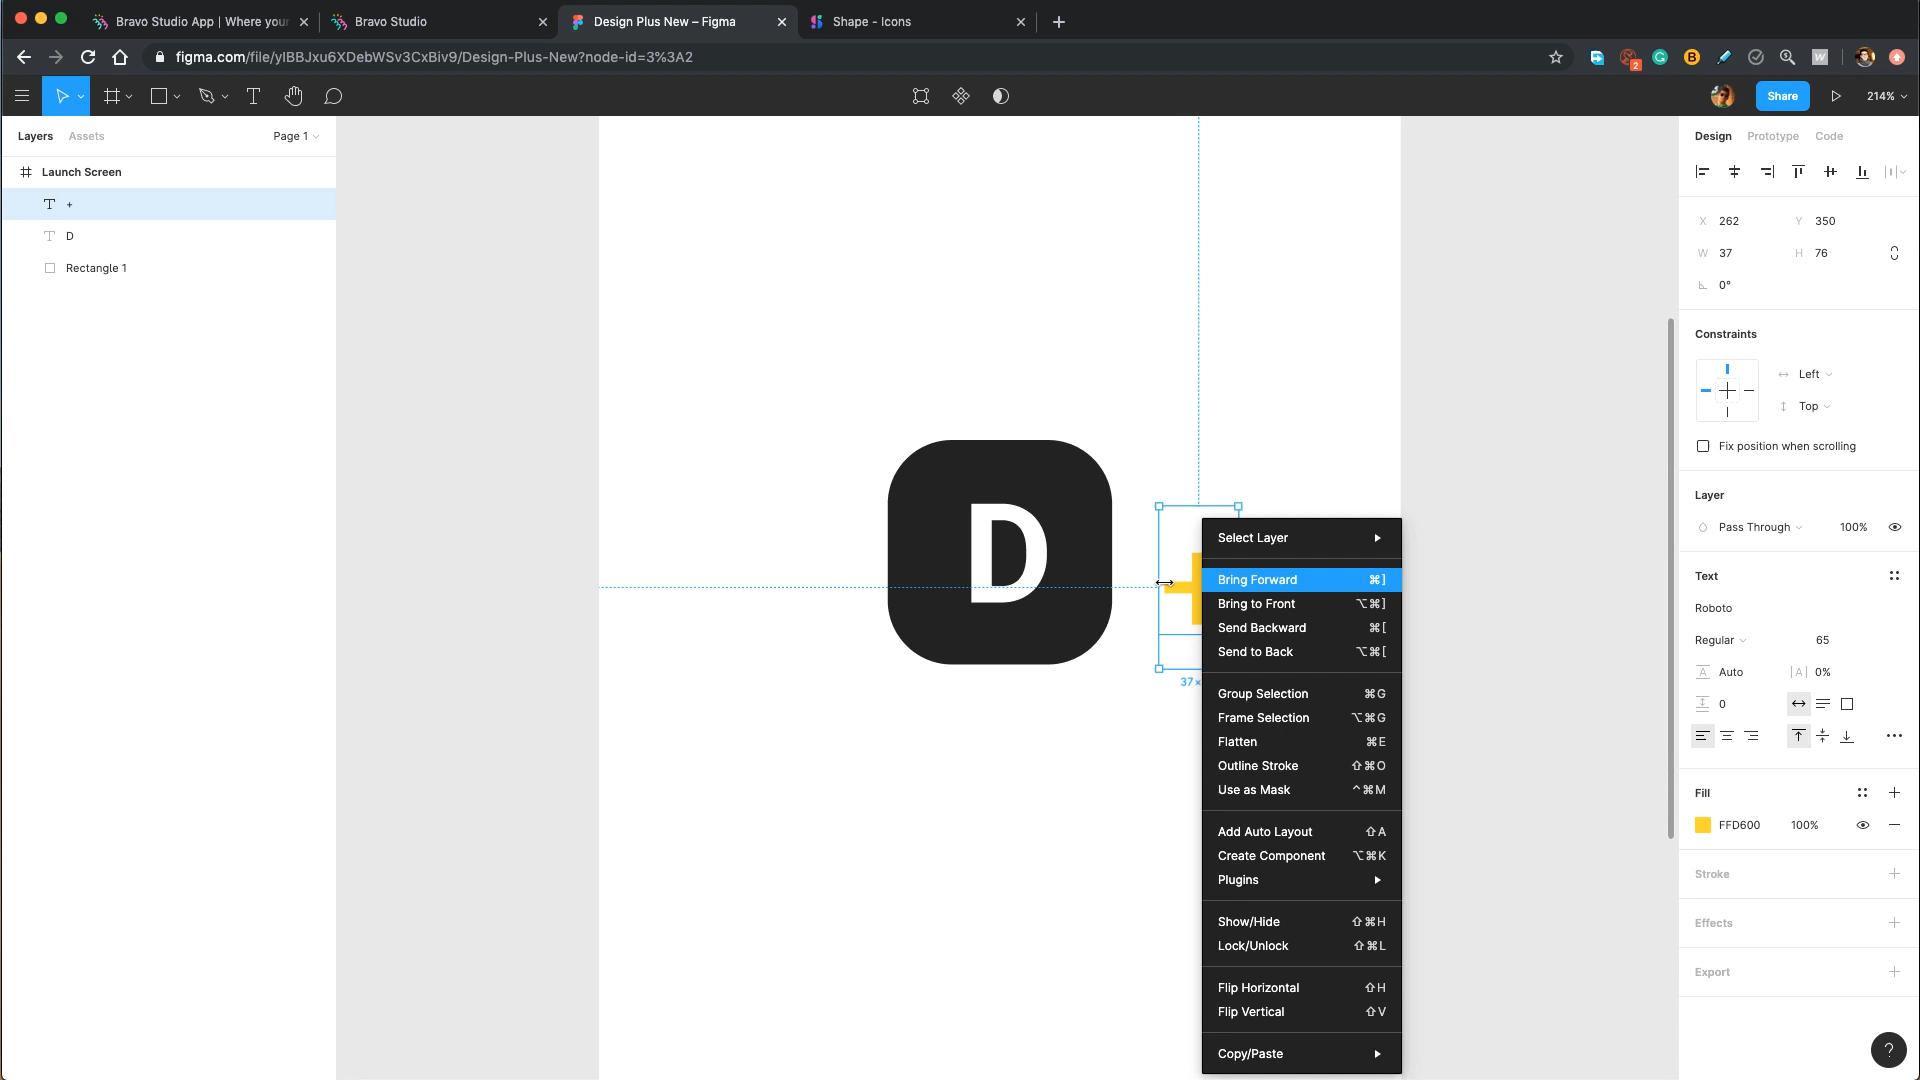 Bravo Studio App | Where your
Bravo Studio
Design Plus New – Figma
Shape - Icons
figma.com/file/yIBBJxu6XDebWSv3CxBiv9/Design-Plus-New?node-id=3%3A2
2
B
W
Share
214%
Layers
Assets
Page 1
Launch Screen
+
D
Rectangle 1
D
37×
Select Layer
Bring Forward ⌘]
Bring to Front ⌥⌘]
Send Backward ⌘[
Send to Back ⌥⌘[
Group Selection ⌘G
Frame Selection ⌥⌘G
Flatten ⌘E
Outline Stroke ⇧⌘O
Use as Mask ^⌘M
Add Auto Layout ⇧A
Create Component ⌥⌘K
Plugins
Show/Hide ⇧⌘H
Lock/Unlock ⇧⌘L
Flip Horizontal ⇧H
Flip Vertical ⇧V
Copy/Paste
Design Prototype Code
X 262 Y 350
W 37 H 76
0°
Constraints
Left
Top
Fix position when scrolling
Layer
Pass Through 100%
Text
Roboto
Regular 65
A Auto |A| 0%
0
Fill
FFD600 100%
Stroke
Effects
Export
?